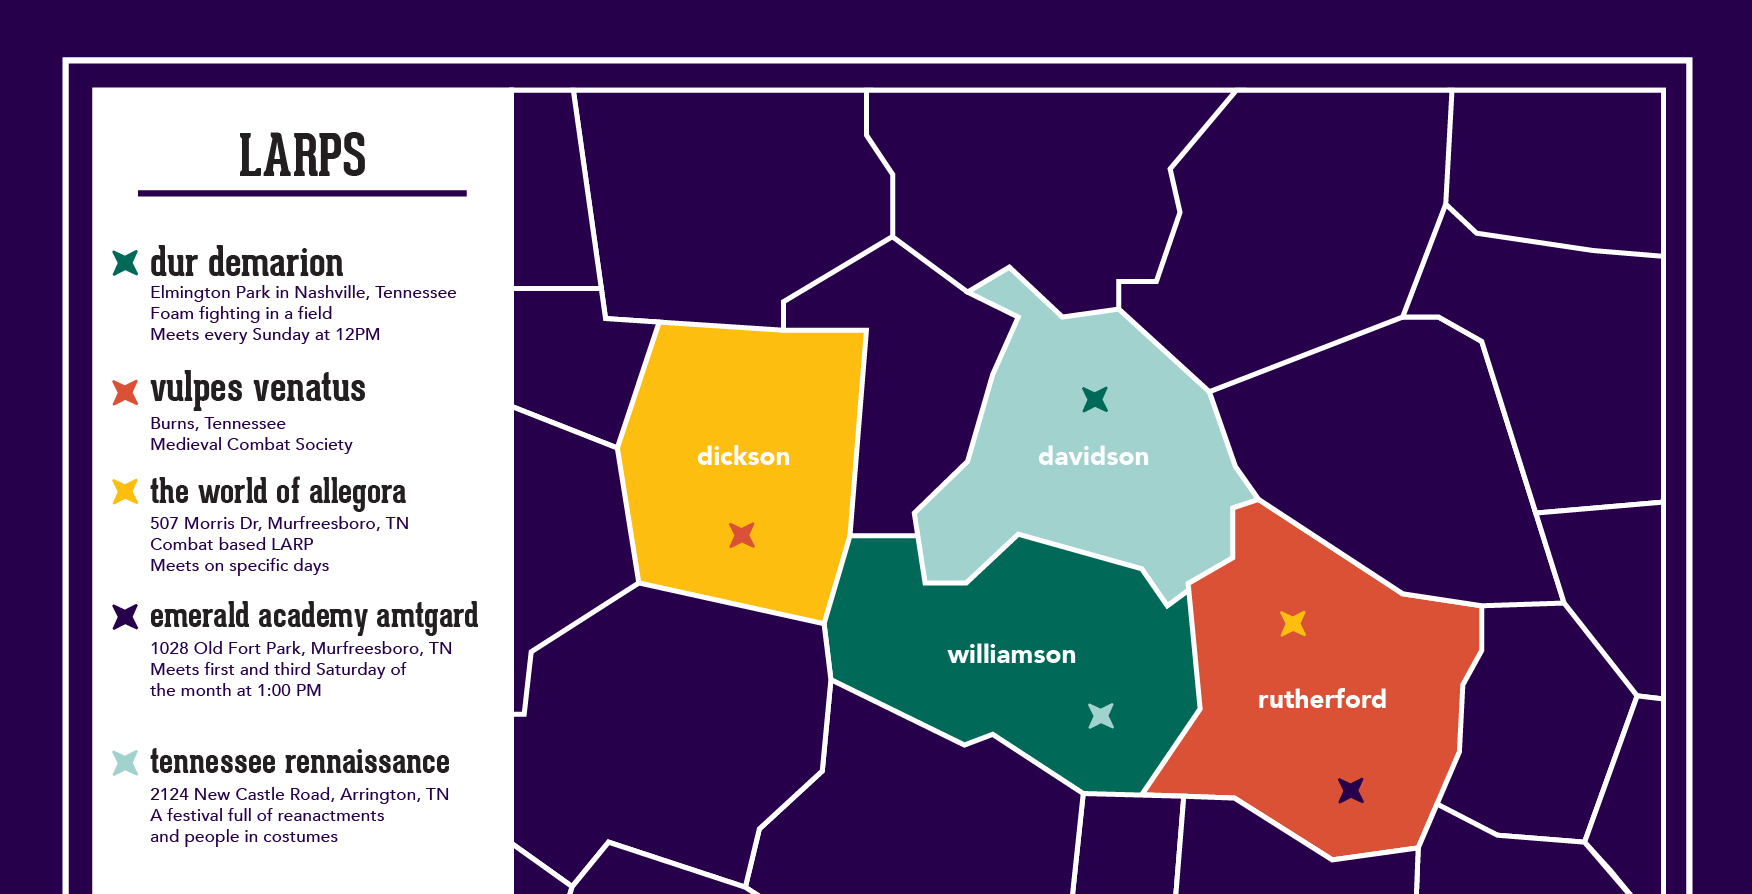 LARPS
dur demarion
Elmington Park in Nashville, Tennessee
Foam fighting in a field
Meets every Sunday at 12PM
vulpes venatus
Burns, Tennessee
Medieval Combat Society
the world of allegora
507 Morris Dr, Murfreesboro, TN
Combat based LARP
Meets on specific days
emerald academy amtgard
1028 Old Fort Park, Murfreesboro, TN
Meets first and third Saturday of
the month at 1:00 PM
tennessee rennaissance
2124 New Castle Road, Arrington, TN
A festival full of reanactments
and people in costumes
dickson
davidson
williamson
rutherford